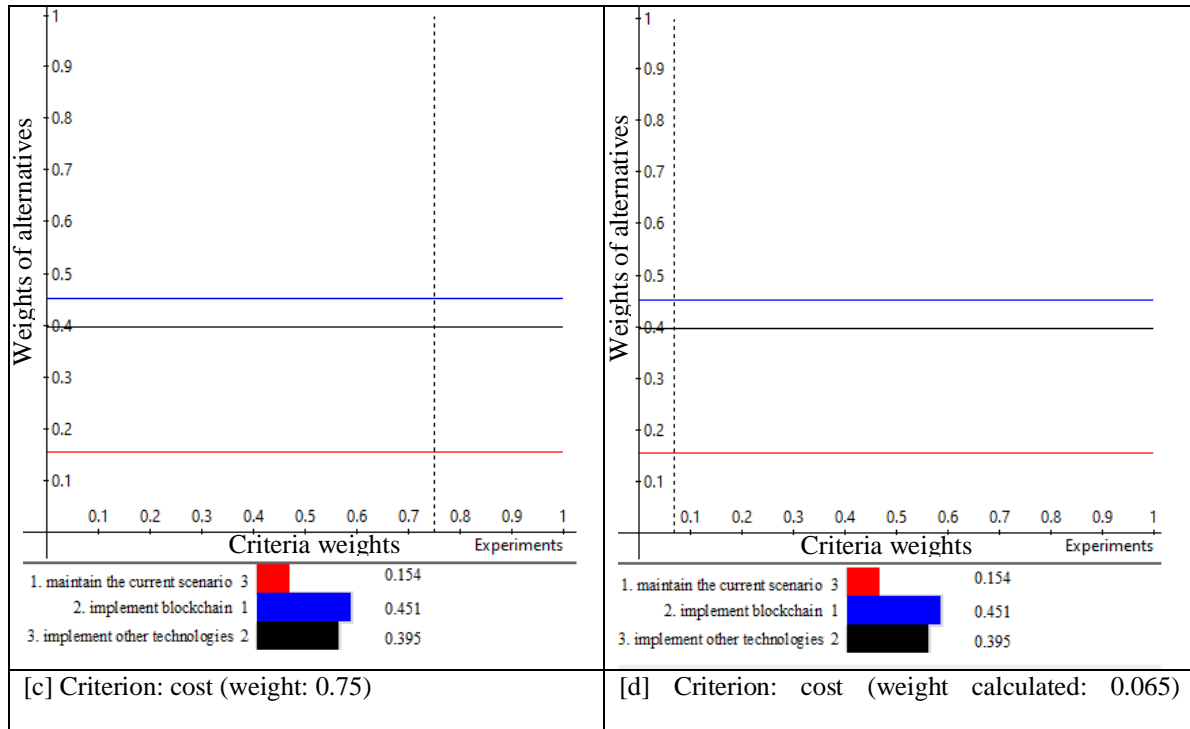 Weights of alternatives
1
0.9
0.8
0.7
0.6
0.5
0.4
0.3
0.2
0.1
0.1 0.2 0.3 0.4 0.5 0.6 0.7 0.8 0.9 1
Criteria weights Experiments
1. maintain the current scenario 3 0.154
2. implement blockchain 1 0.451
3. implement other technologies 2 0.395
[c] Criterion: cost (weight: 0.75)
Weights of alternatives
1
0.9
0.8
0.7
0.6
0.5
0.4
0.3
0.2
0.1
0.1 0.2 0.3 0.4 0.5 0.6 0.7 0.8 0.9 1
Criteria weights Experiments
1. maintain the current scenario 3 0.154
2. implement blockchain 1 0.451
3. implement other technologies 2 0.395
[d] Criterion: cost (weight calculated: 0.065)